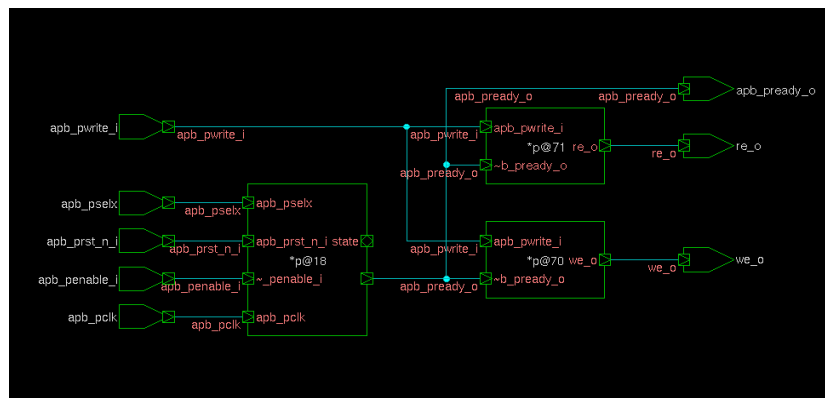 apb_pready_o apb_pready_o apb_pready_o
apb_pwrite_i apb_pwrite_i apb_pwrite_i apb_pwrite_i
*p@71 re_o re_o re_o
apb_pready_o ~b_pready_o
apb_pselx apb_pselx apb_pselx
apb_prst_n_i apb_prst_n_i apb_prst_n_i state apb_pwrite_i apb_pwrite_i
*p@18 *p@70 we_o we_o we_o
apb_penable_i apb_penable_i ~_penable_i apb_pready_o ~b_pready_o
apb_pclk apb_pclk apb_pclk